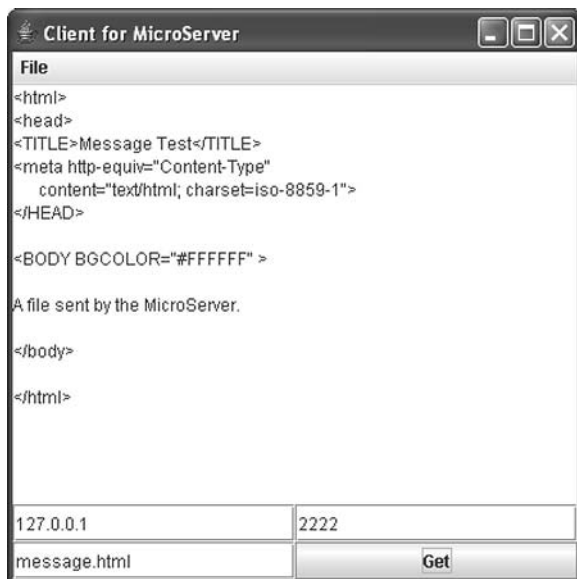 Client for MicroServer
File
<html>
<head>
<TITLE>Message Test</TITLE>
<meta http-equiv="Content-Type"
content="text/html; charset=iso-8859-1">
</HEAD>
<BODY BGCOLOR="#FFFFFF" >
A file sent by the MicroServer.
</body>
</html>
127.0.0.1 2222
message.html Get